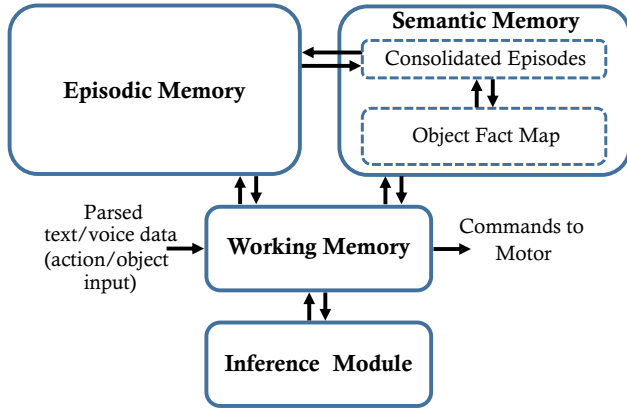 Semantic Memory
Consolidated Episodes
Episodic Memory
Object Fact Map
Parsed
text/voice data
(action/object
input)
Working Memory
Commands to
Motor
Inference Module